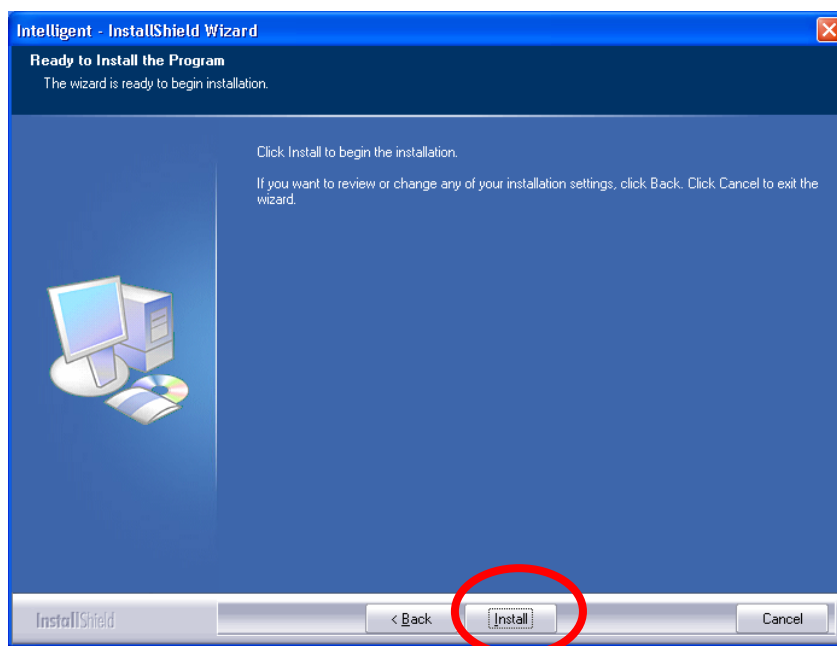 Intelligent - InstallShield Wizard
Ready to Install the Program
The wizard is ready to begin installation.
Click Install to begin the installation.
If you want to review or change any of your installation settings, click Back. Click Cancel to exit the
wizard.
InstallShield
< Back
Install
Cancel